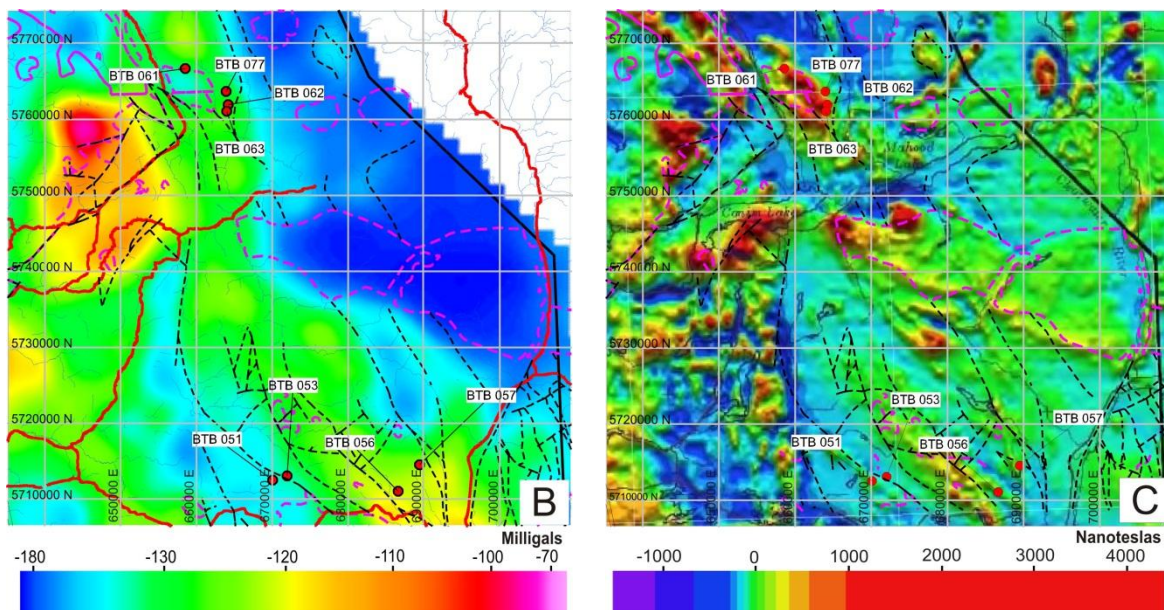 5770000 N
BTB 061
BTB 077
5760000 N
BTB 062
BTB 063
5750000 N
5740000 N
5730000 N
5720000 N
BTB 053
BTB 057
BTB 051
BTB 056
5710000 N
650000 E
660000 E
670000 E
680000 E
690000 E
700000 E
B
Milligals
-180
-130
-120
-110
-100
-70
5770000 N
BTB 061
BTB 077
5760000 N
BTB 062
BTB 063
Mahood
5750000 N
Canim Lake
River
5740000 N
5730000 N
5720000 N
BTB 053
BTB 057
BTB 051
BTB 056
5710000 N
650000 E
660000 E
670000 E
680000 E
690000 E
700000 E
C
Nanoteslas
-1000
0
1000
2000
3000
4000